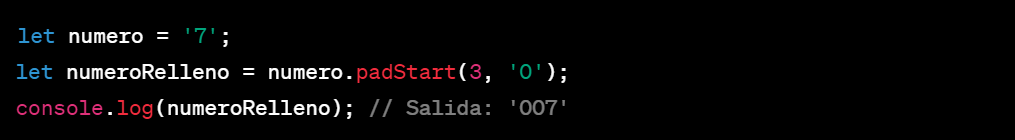 let numero = '7';
let numeroRelleno = numero.padStart(3, '0');
console.log(numeroRelleno); // Salida: '007'